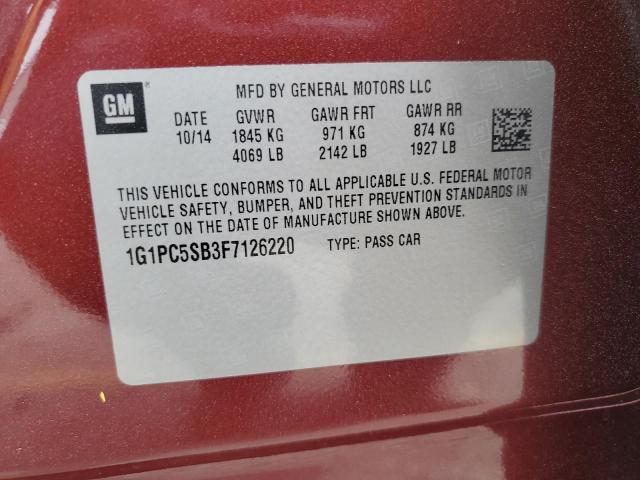 GM
MFD BY GENERAL MOTORS LLC
DATE GVWR GAWR FRT GAWR RR
10/14 1845 KG 971 KG 874 KG
4069 LB 2142 LB 1927 LB
THIS VEHICLE CONFORMS TO ALL APPLICABLE U.S. FEDERAL MOTOR
VEHICLE SAFETY, BUMPER, AND THEFT PREVENTION STANDARDS IN
EFFECT ON THE DATE OF MANUFACTURE SHOWN ABOVE.
1G1PC5SB3F7126220 TYPE: PASS CAR